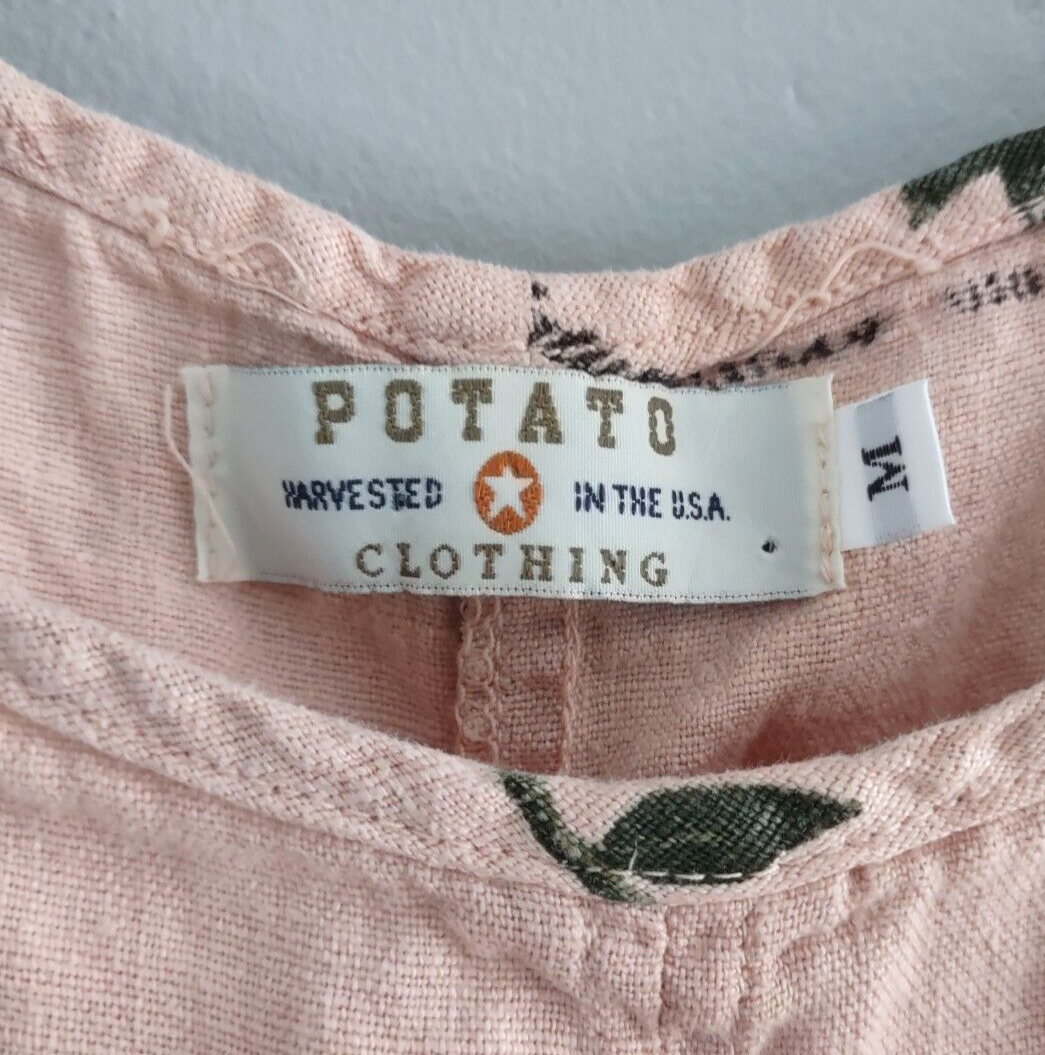 POTATO
HARVESTED IN THE U.S.A.
CLOTHING
M